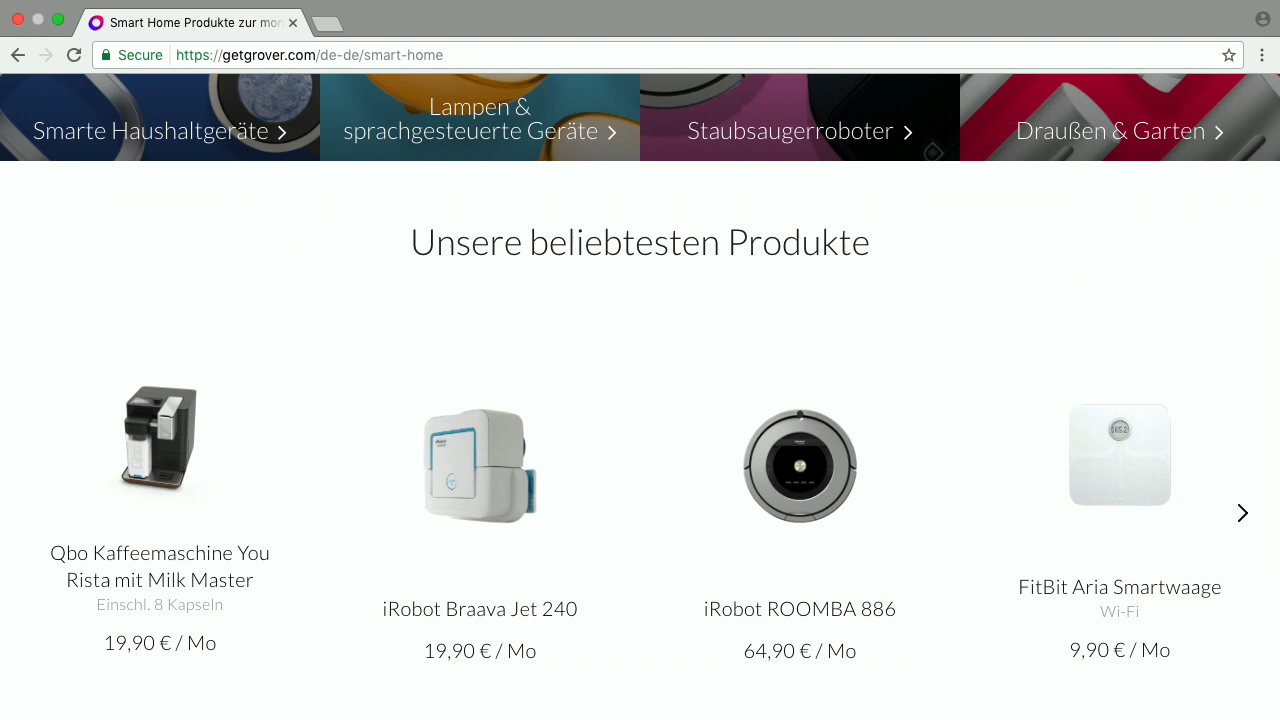 Smart Home Produkte zur mon
Secure https://getgrover.com/de-de/smart-home
Smarte Haushaltgeräte
Lampen &
sprachgesteuerte Geräte
Staubsaugerroboter
Draußen & Garten
Unsere beliebtesten Produkte
Qbo Kaffeemaschine You
Rista mit Milk Master
Einschl. 8 Kapseln
19,90 € / Mo
iRobot Braava Jet 240
19,90 € / Mo
iRobot ROOMBA 886
64,90 € / Mo
FitBit Aria Smartwaage
Wi-Fi
9,90 € / Mo